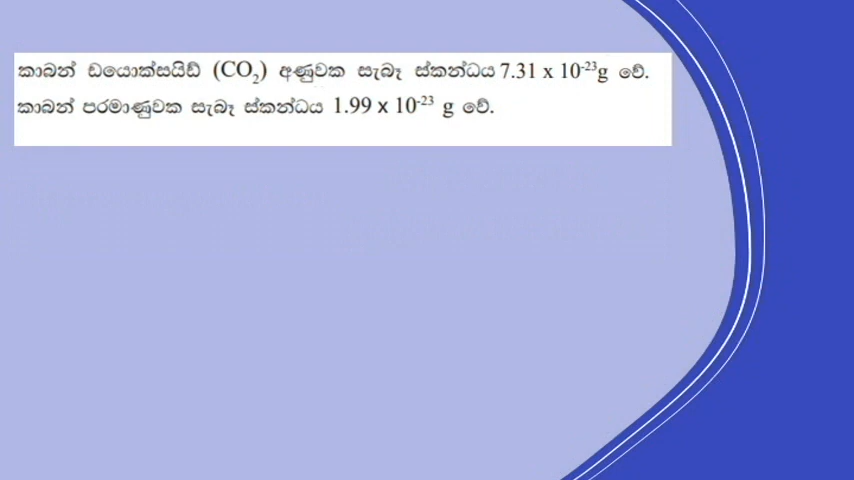 කාබන් ඩයොක්සයිඩ් (CO₂) අණුවක සැබෑ ස්කන්ධය 7.31 x 10⁻²³g වේ.
කාබන් පරමාණුවක සැබෑ ස්කන්ධය 1.99 x 10⁻²³ g වේ.